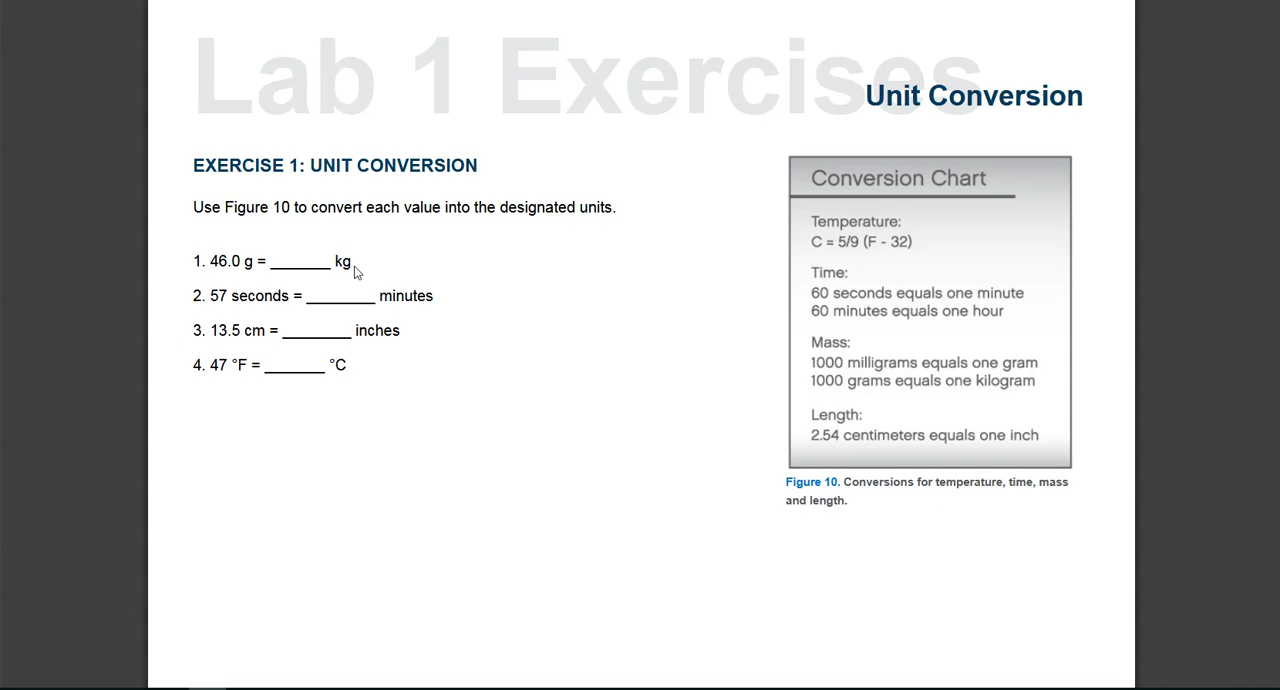 Lab 1 Exercises
Unit Conversion
EXERCISE 1: UNIT CONVERSION
Use Figure 10 to convert each value into the designated units.
1. 46.0 g = _______ kg
2. 57 seconds = ________ minutes
3. 13.5 cm = ________ inches
4. 47 °F = _______ °C
Conversion Chart
Temperature:
C = 5/9 (F - 32)
Time:
60 seconds equals one minute
60 minutes equals one hour
Mass:
1000 milligrams equals one gram
1000 grams equals one kilogram
Length:
2.54 centimeters equals one inch
Figure 10. Conversions for temperature, time, mass
and length.